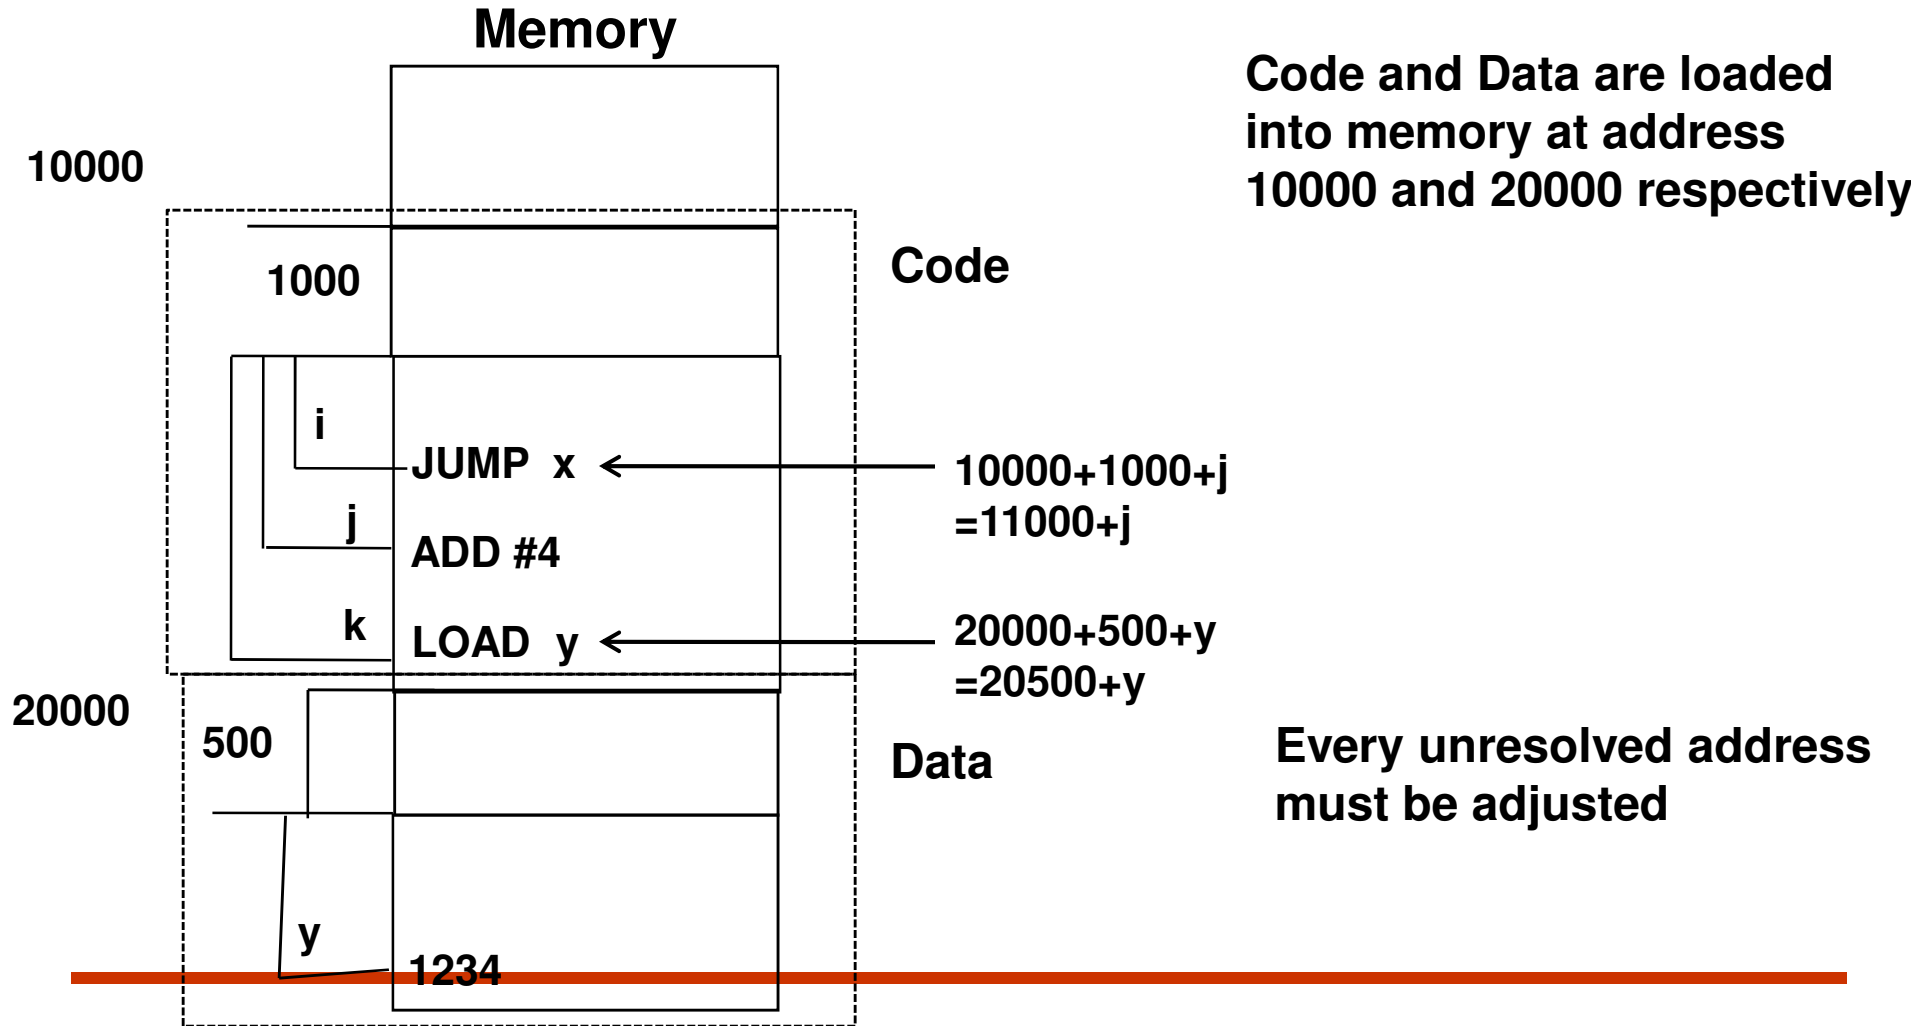 Memory
Code and Data are loaded
into memory at address
10000 and 20000 respectively
10000
Code
1000
i
JUMP x
10000+1000+j
=11000+j
j
ADD #4
k
LOAD y
20000+500+y
=20500+y
20000
500
Data
Every unresolved address
must be adjusted
y
1234